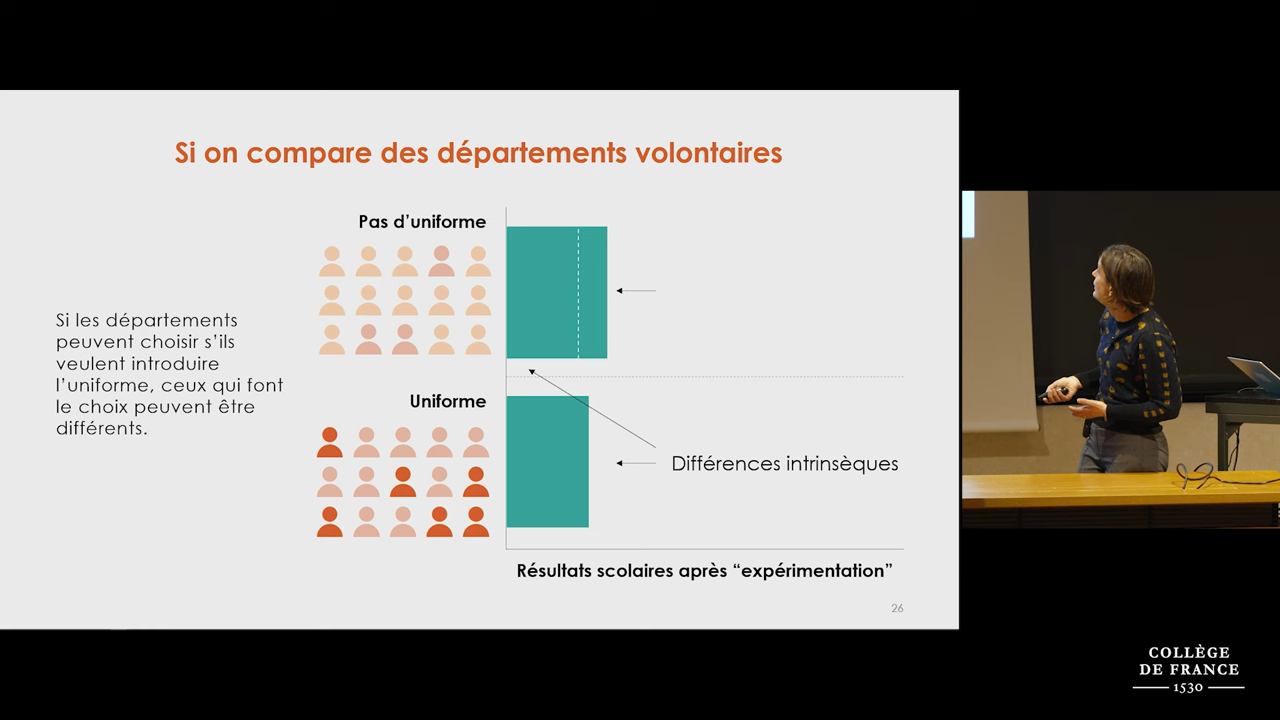 Si on compare des départements volontaires
Pas d’uniforme
Si les départements
peuvent choisir s’ils
veulent introduire
l’uniforme, ceux qui font
le choix peuvent être
différents.
Uniforme
Différences intrinsèques
Résultats scolaires après “expérimentation”
26
COLLÈGE
DE FRANCE
1530